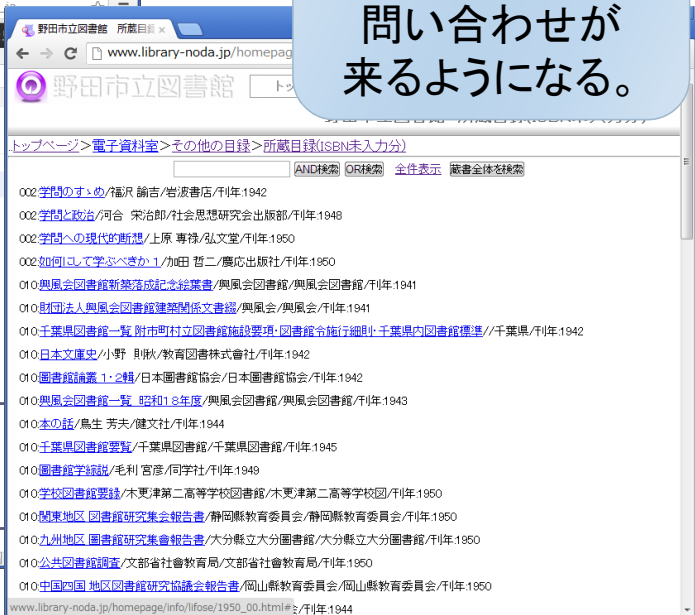 問い合わせが
来るようになる。
野田市立図書館 所蔵目録
www.library-noda.jp/homepag
野田市立図書館
トッ
トップページ>電子資料室>その他の目録>所蔵目録(ISBN未入力分)
AND検索 OR検索 全件表示 蔵書全体を検索
002:学問のすゝめ/福沢 諭吉/岩波書店/刊年:1942
002:学問と政治/河合 栄治郎/社会思想研究会出版部/刊年:1948
002:学問への現代的断想/上原 専禄/弘文堂/刊年:1950
002:如何にして学ぶべきか 1/加田 哲二/慶応出版社/刊年:1950
010:興風会図書館新築落成記念絵葉書/興風会図書館/興風会図書館/刊年:1941
010:財団法人興風会図書館建築関係文書綴/興風会/興風会/刊年:1941
010:千葉県図書館一覧 附市町村立図書館施設要項・図書館令施行細則・千葉県内図書館標準//千葉県/刊年:1942
010:日本文庫史/小野 則秋/教育図書株式會社/刊年:1942
010:圖書館論叢 1・2輯/日本圖書館協会/日本圖書館協会/刊年:1942
010:興風会図書館一覧 昭和18年度/興風会図書館/興風会図書館/刊年:1943
010:本の話/鳥生 芳夫/健文社/刊年:1944
010:千葉県図書館要覧/千葉県図書館/千葉県図書館/刊年:1945
010:圖書館学綜説/毛利 宮彦/同学社/刊年:1949
010:学校図書館要録/木更津第二高等学校図書館/木更津第二高等学校図/刊年:1950
010:関東地区 図書館研究集会報告書/静岡縣教育委員会/静岡縣教育委員会/刊年:1950
010:九州地区 圖書館研究集會報告書/大分縣立大分圖書館/大分縣立大分圖書館/刊年:1950
010:公共図書館調査/文部省社會教育局/文部省社會教育局/刊年:1950
010:中国四国 地区図書館研究協議会報告書/岡山縣教育委員会/岡山縣教育委員会/刊年:1950
www.library-noda.jp/homepage/info/lifose/1950_00.html#
/刊年:1944